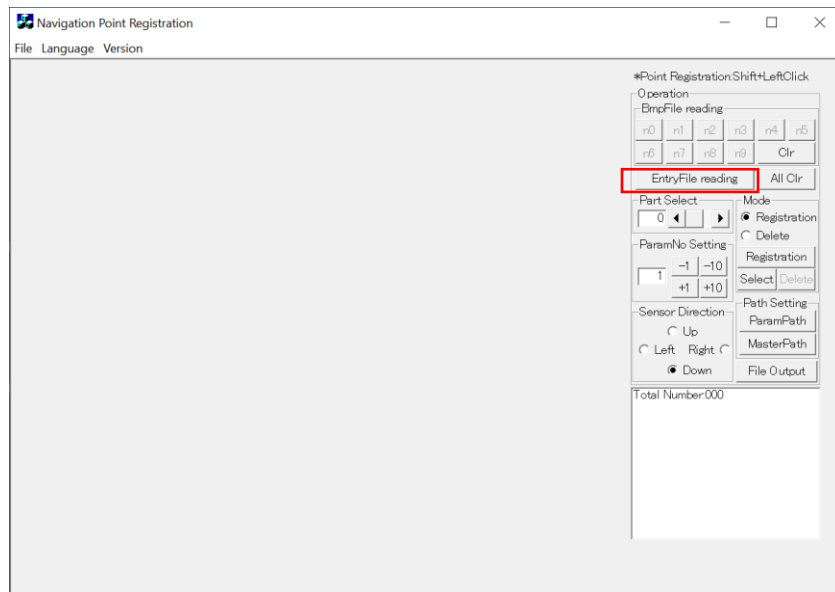 Navigation Point Registration
File Language Version
*Point Registration:Shift+LeftClick
Operation
BmpFile reading
n0 n1 n2 n3 n4 n5
n6 n7 n8 n9 Clr
EntryFile reading All Clr
Part Select
0
Mode
Registration
Delete
ParamNo Setting
1 -1 -10
+1 +10
Registration
Select Delete
Sensor Direction
Up
Left Right
Down
Path Setting
ParamPath
MasterPath
File Output
Total Number:000